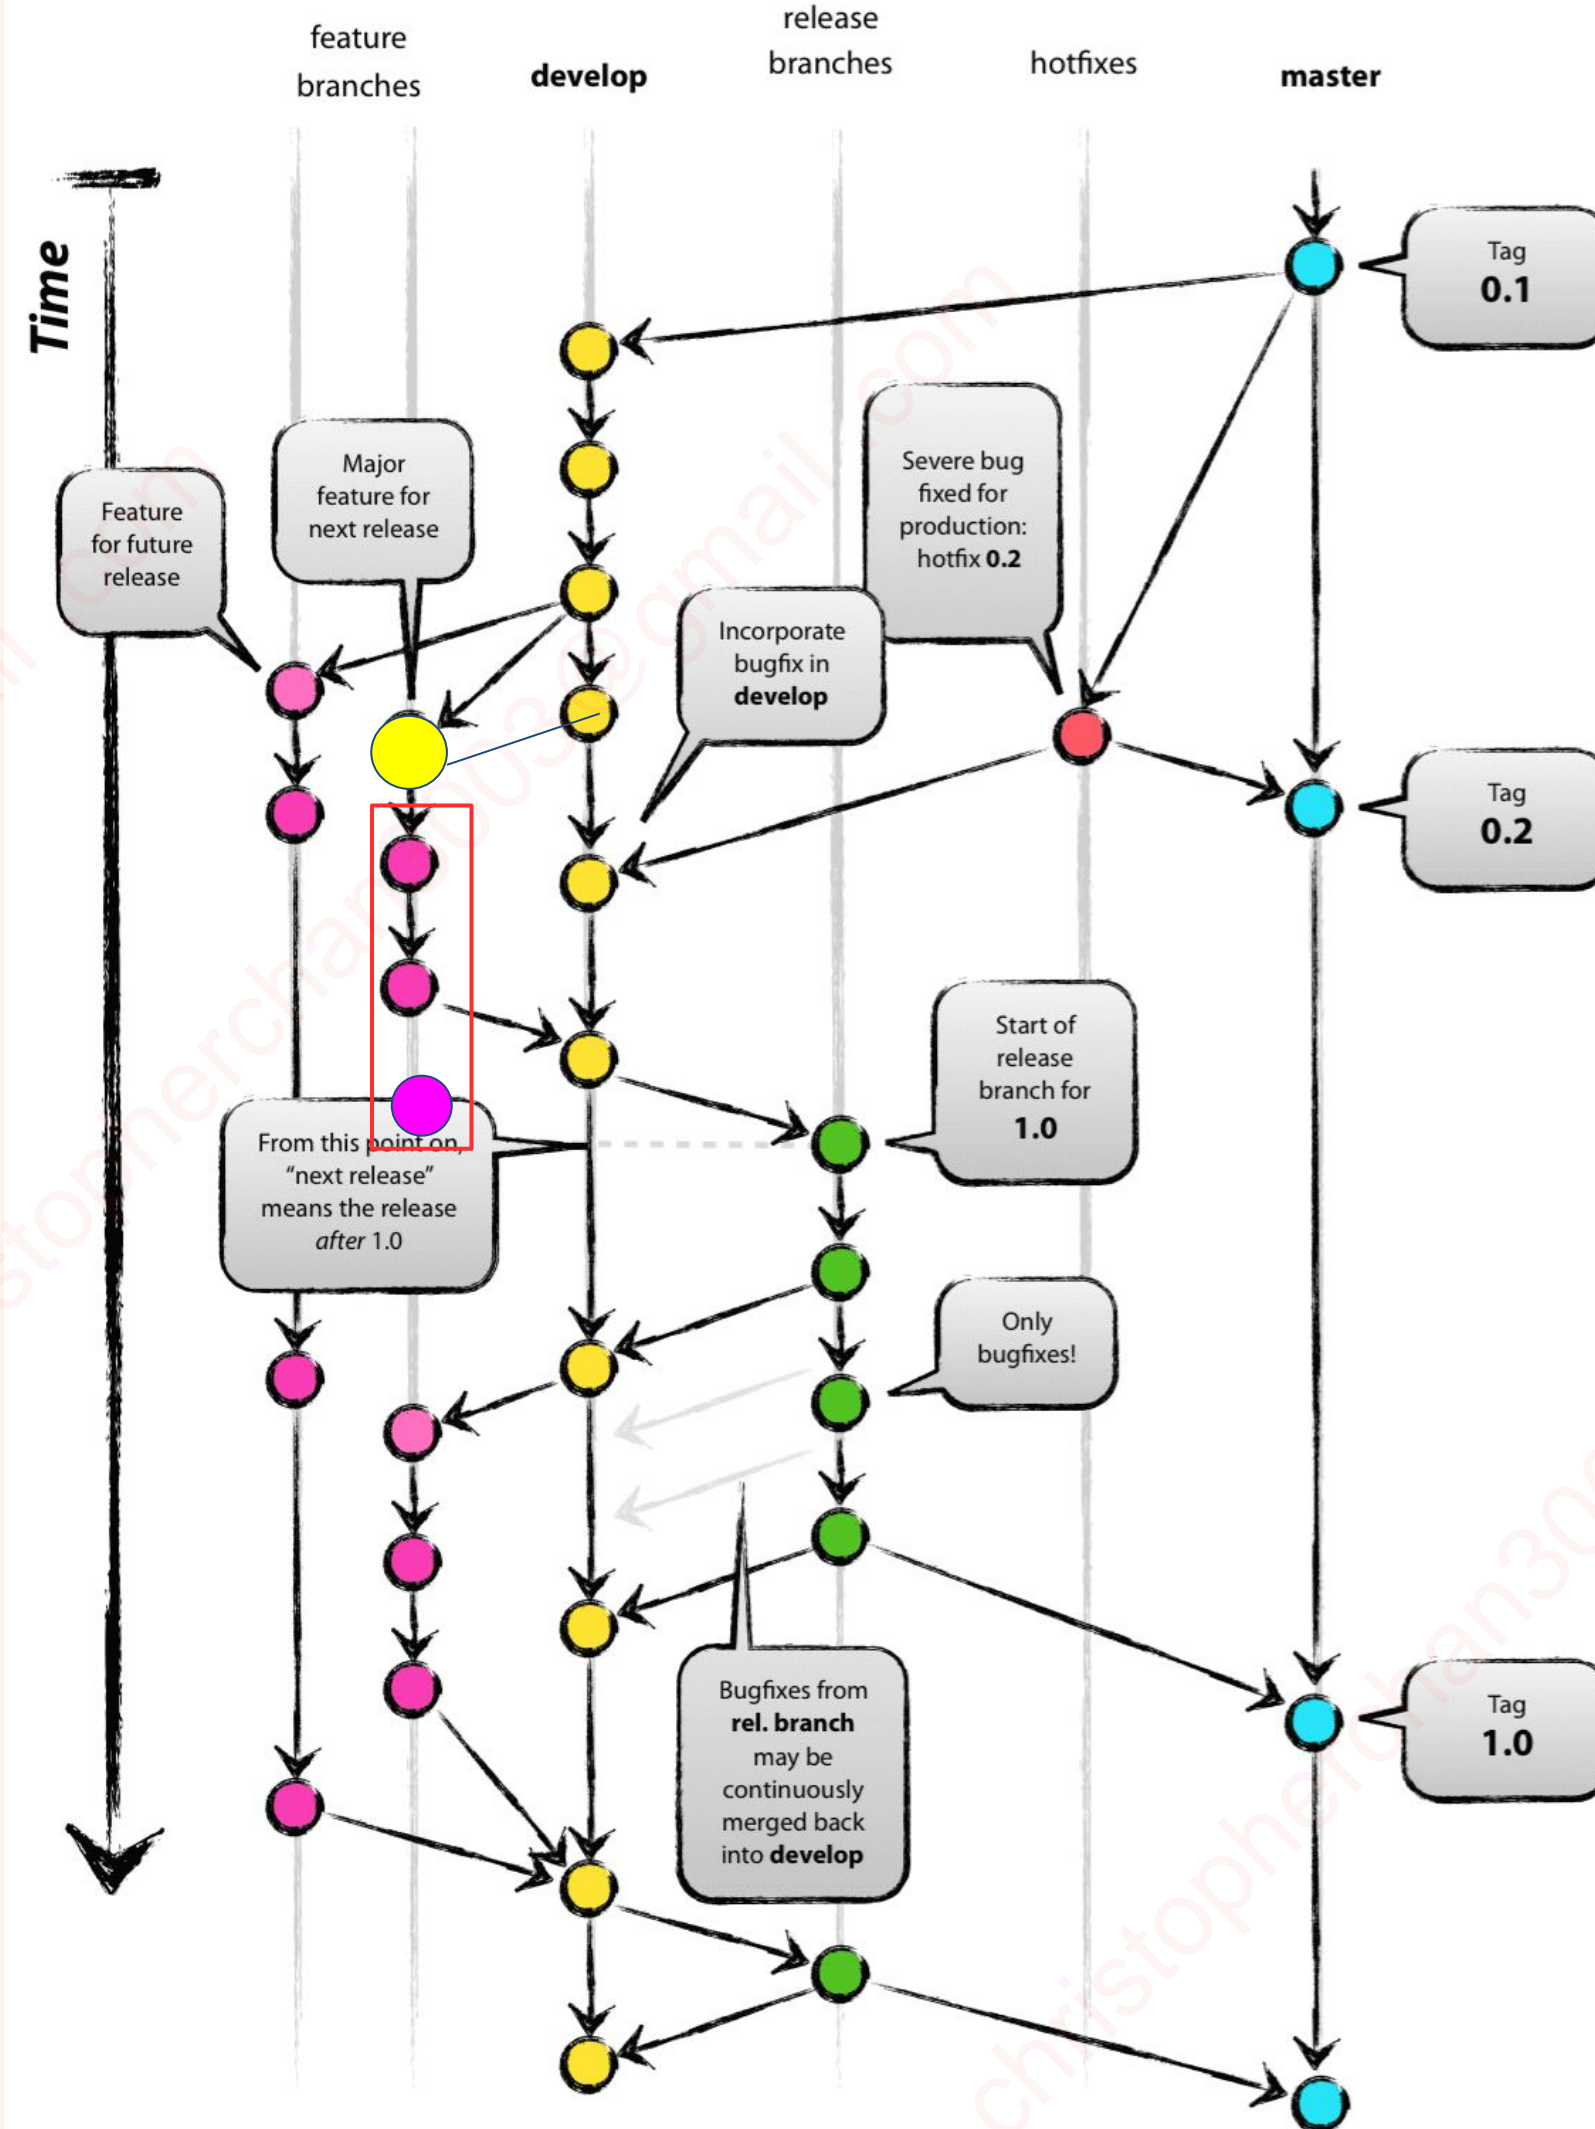 feature
branches
develop
release
branches
hotfixes
master
Time
Tag
0.1
Major
feature for
next release
Feature
for future
release
Severe bug
fixed for
production:
hotfix 0.2
Incorporate
bugfix in
develop
Tag
0.2
Start of
release
branch for
1.0
From this point on,
“next release”
means the release
after 1.0
Only
bugfixes!
Bugfixes from
rel. branch
may be
continuously
merged back
into develop
Tag
1.0